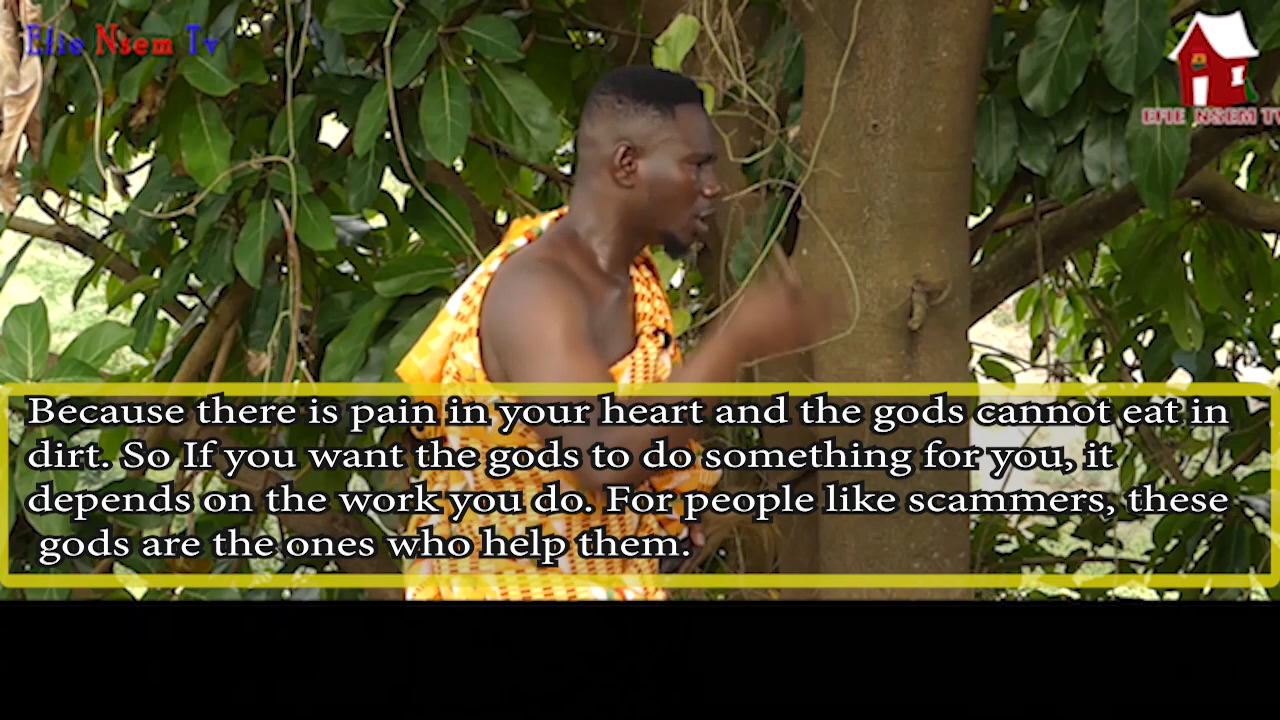 Efie Nsem Tv
EFIE NSEM TV
Because there is pain in your heart and the gods cannot eat in
dirt. So If you want the gods to do something for you, it
depends on the work you do. For people like scammers, these
gods are the ones who help them.